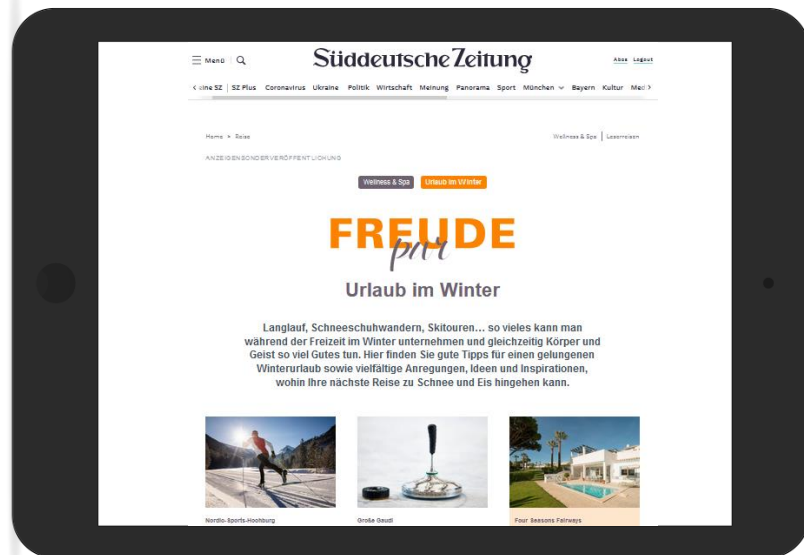 Menü
Süddeutsche Zeitung
Abos Logout
eine SZ | SZ Plus Coronavirus Ukraine Politik Wirtschaft Meinung Panorama Sport München Bayern Kultur Med
Home > Reise
Wellness & Spa | Leserreisen
ANZEIGENSONDERVERÖFFENTLICHUNG
Wellness & Spa Urlaub im Winter
FREUDE
pur
Urlaub im Winter
Langlauf, Schneeschuhwandern, Skitouren... so vieles kann man
während der Freizeit im Winter unternehmen und gleichzeitig Körper und
Geist so viel Gutes tun. Hier finden Sie gute Tipps für einen gelungenen
Winterurlaub sowie vielfältige Anregungen, Ideen und Inspirationen,
wohin Ihre nächste Reise zu Schnee und Eis hingehen kann.
Nordic-Sports-Hochburg
Große Gaudi
Four Seasons Fairways